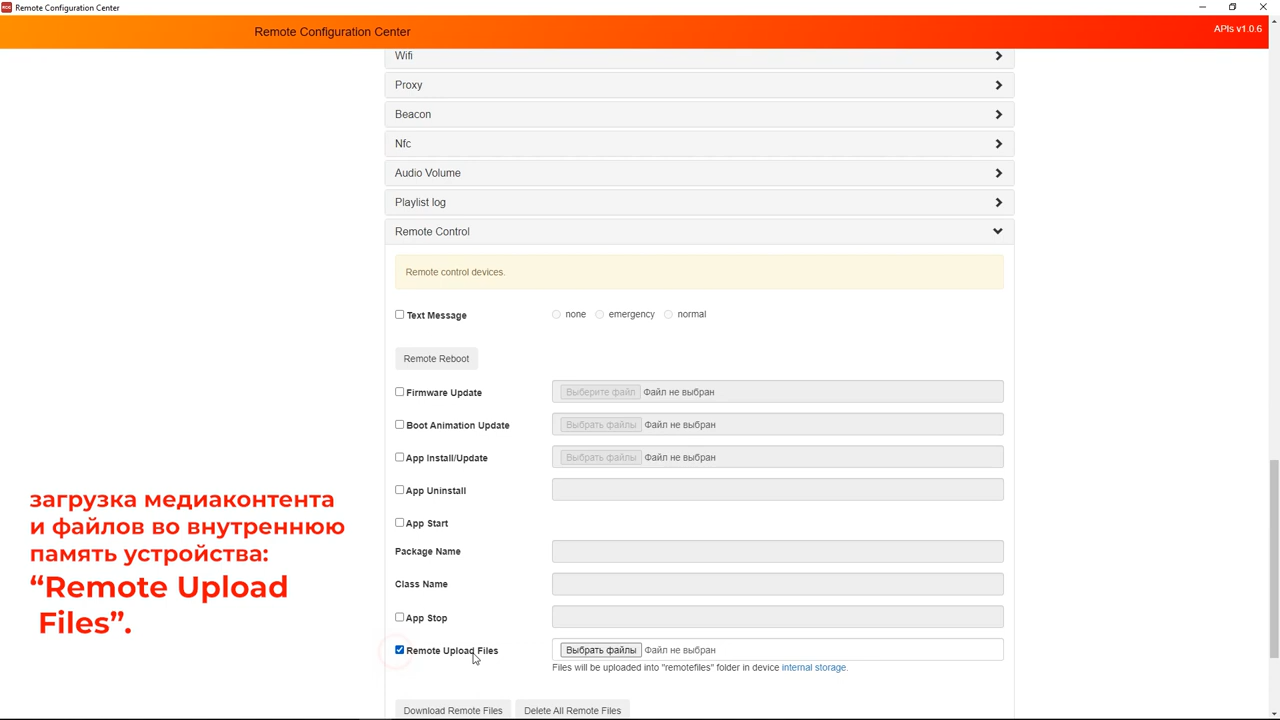 Remote Configuration Center
Remote Configuration Center
APIs v1.0.6
Wifi
Proxy
Beacon
Nfc
Audio Volume
Playlist log
Remote Control
Remote control devices.
Text Message none emergency normal
Remote Reboot
Firmware Update Выберите файл Файл не выбран
Boot Animation Update Выбрать файлы Файл не выбран
App Install/Update Выбрать файлы Файл не выбран
App Uninstall
App Start
Package Name
Class Name
App Stop
Remote Upload Files Выбрать файлы Файл не выбран
Files will be uploaded into "remotefiles" folder in device internal storage.
Download Remote Files Delete All Remote Files
загрузка медиаконтента
и файлов во внутреннюю
память устройства:
“Remote Upload
Files”.